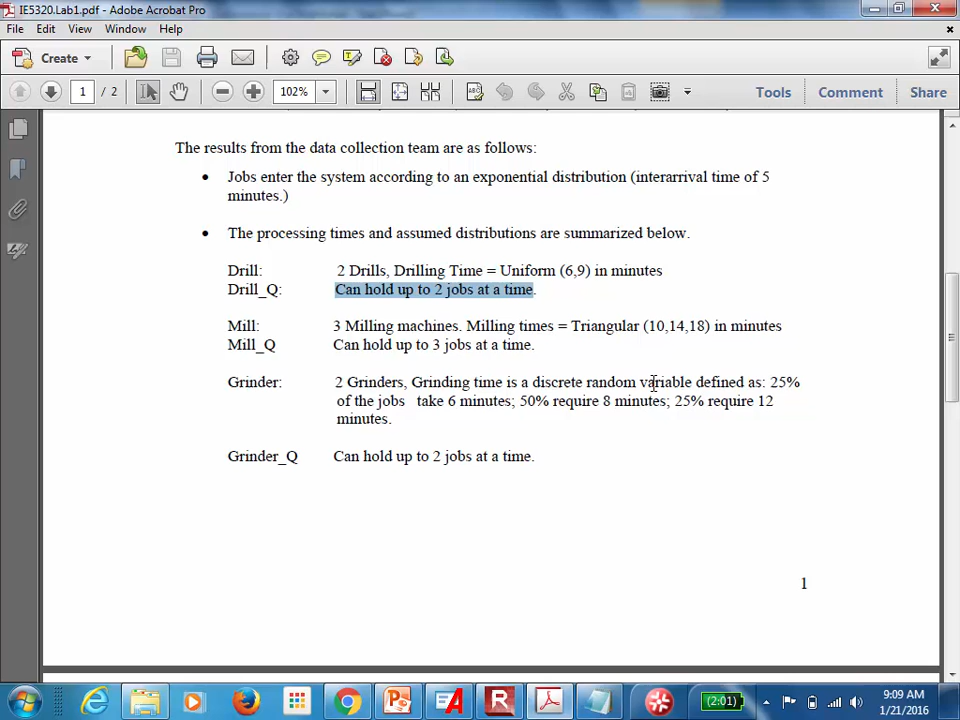 IE5320.Lab1.pdf - Adobe Acrobat Pro
File Edit View Window Help
Create
1 / 2 102% Tools Comment Share
The results from the data collection team are as follows:
• Jobs enter the system according to an exponential distribution (interarrival time of 5
minutes.)
• The processing times and assumed distributions are summarized below.
Drill: 2 Drills, Drilling Time = Uniform (6,9) in minutes
Drill_Q: Can hold up to 2 jobs at a time.
Mill: 3 Milling machines. Milling times = Triangular (10,14,18) in minutes
Mill_Q Can hold up to 3 jobs at a time.
Grinder: 2 Grinders, Grinding time is a discrete random variable defined as: 25%
of the jobs take 6 minutes; 50% require 8 minutes; 25% require 12
minutes.
Grinder_Q Can hold up to 2 jobs at a time.
1
(2:01)
9:09 AM
1/21/2016